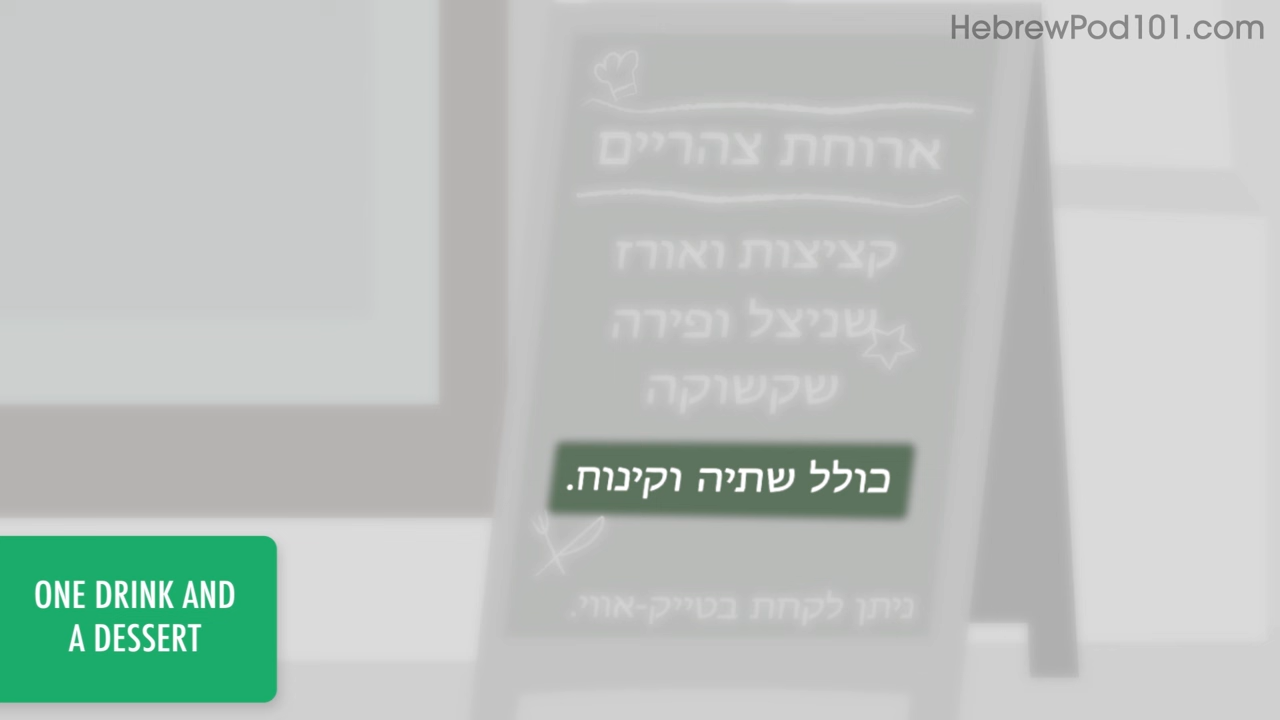 HebrewPod101.com
ארוחת צהריים
קציצות ואורז
שניצל ופירה
שקשוקה
כולל שתיה וקינוח.
ניתן לקחת בטייק-אווי.
ONE DRINK AND
A DESSERT